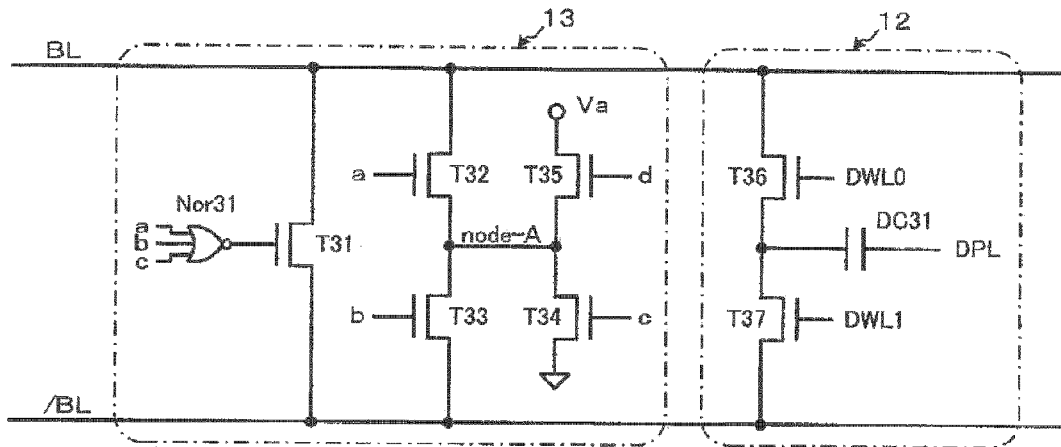 13
12
BL
Va
a
T32
T35
d
T36
DWL0
Nor31
a
b
c
T31
node-A
DC31
DPL
b
T33
T34
c
T37
DWL1
/BL